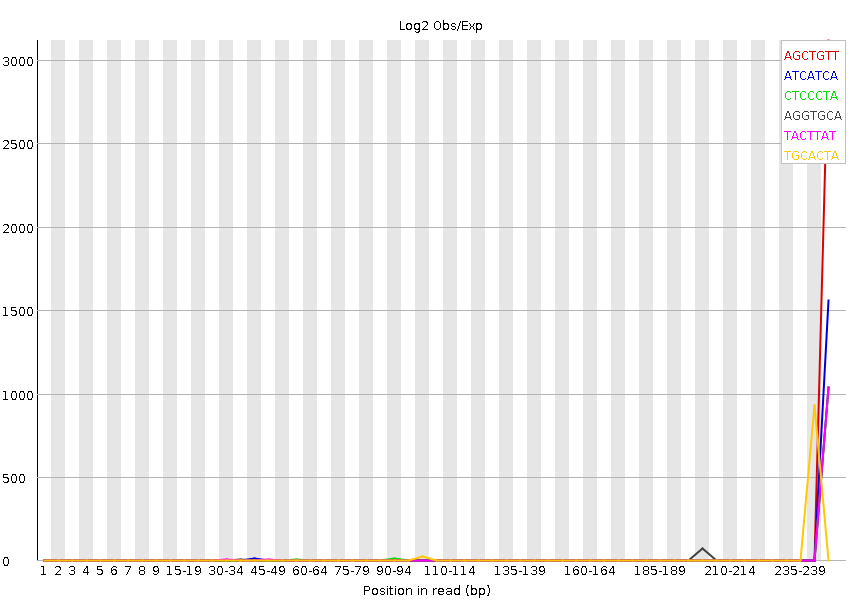 Log2 Obs/Exp
3000
2500
2000
1500
1000
500
0
AGCTGTT
ATCATCA
CTCCCTA
AGGTGCA
TACTTAT
TGCACTA
1 2 3 4 5 6 7 8 9 15-19 30-34 45-49 60-64 75-79 90-94 110-114 135-139 160-164 185-189 210-214 235-239
Position in read (bp)